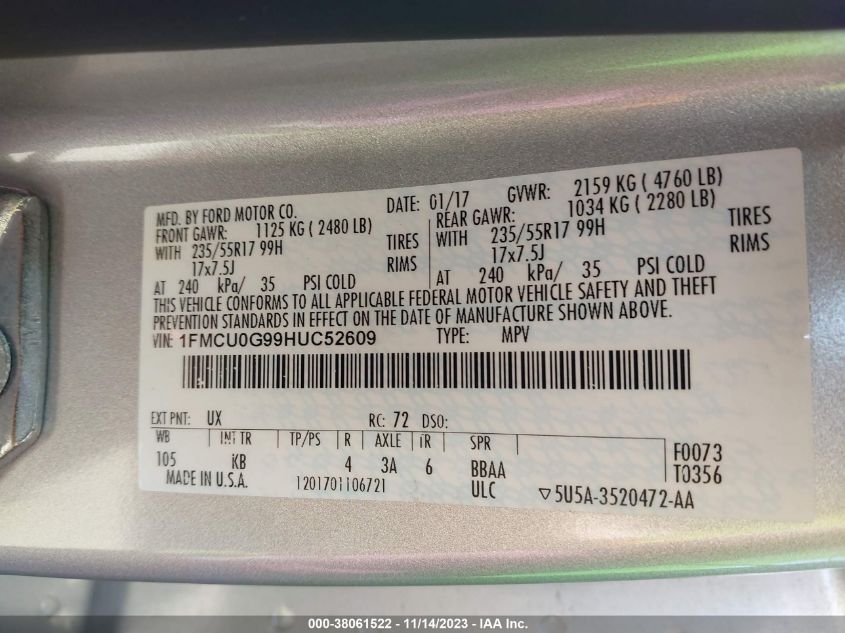 MFD. BY FORD MOTOR CO. DATE: 01/17 GVWR: 2159 KG ( 4760 LB)
FRONT GAWR: 1125 KG ( 2480 LB) REAR GAWR: 1034 KG ( 2280 LB)
WITH 235/55R17 99H TIRES WITH 235/55R17 99H TIRES
17x7.5J RIMS 17x7.5J RIMS
AT 240 kPa/ 35 PSI COLD AT 240 kPa/ 35 PSI COLD
THIS VEHICLE CONFORMS TO ALL APPLICABLE FEDERAL MOTOR VEHICLE SAFETY AND THEFT
PREVENTION STANDARDS IN EFFECT ON THE DATE OF MANUFACTURE SHOWN ABOVE.
VIN: 1FMCU0G99HUC52609 TYPE: MPV
EXT PNT: UX RC: 72 DSO:
WB INT TR TP/PS R AXLE TR SPR F0073
105 KB 4 3A 6 BBAA T0356
MADE IN U.S.A. 1201701106721 ULC ▽5U5A-3520472-AA
000-38061522 - 11/14/2023 - IAA Inc.